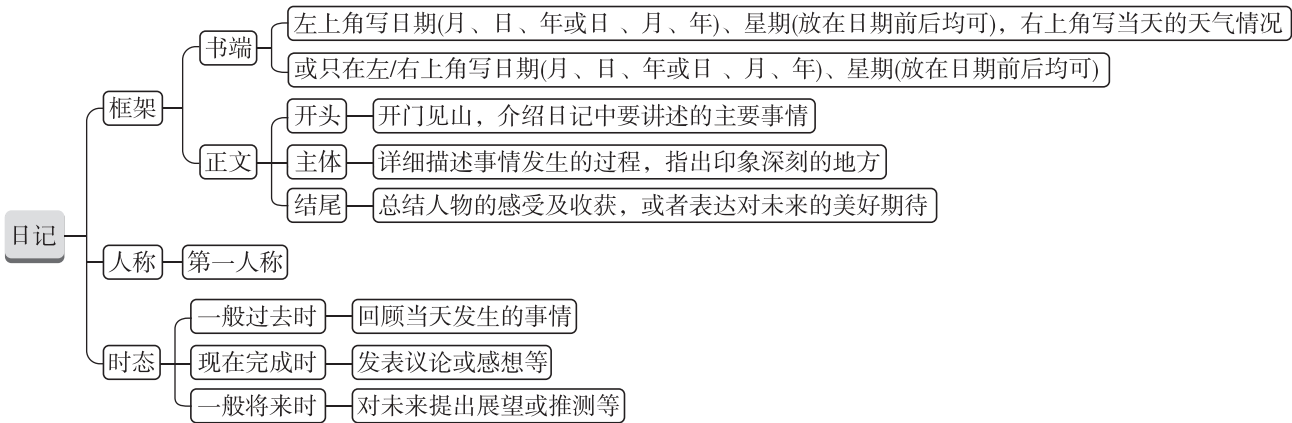 左上角写日期(月、日、年或日 、月、年)、星期(放在日期前后均可)，右上角写当天的天气情况
书端
或只在左/右上角写日期(月、日、年或日 、月、年)、星期(放在日期前后均可)
框架
开头
开门见山，介绍日记中要讲述的主要事情
正文
主体
详细描述事情发生的过程，指出印象深刻的地方
结尾
总结人物的感受及收获，或者表达对未来的美好期待
日记
人称
第一人称
一般过去时
回顾当天发生的事情
时态
现在完成时
发表议论或感想等
一般将来时
对未来提出展望或推测等